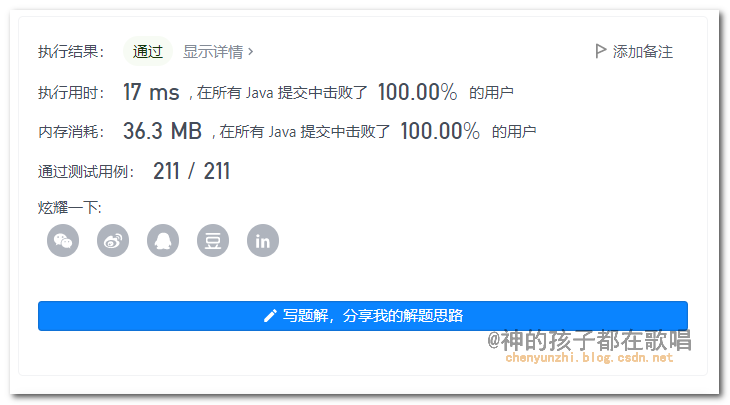 执行结果： 通过 显示详情 > 添加备注
执行用时： 17 ms , 在所有 Java 提交中击败了 100.00% 的用户
内存消耗： 36.3 MB , 在所有 Java 提交中击败了 100.00% 的用户
通过测试用例： 211 / 211
炫耀一下:
豆 in
写题解，分享我的解题思路
@神的孩子都在歌唱
chenyunzhi.blog.csdn.net